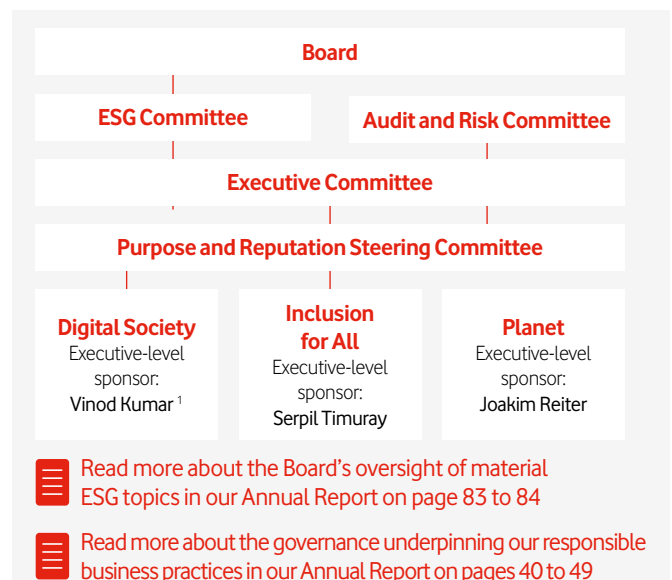 Board
ESG Committee
Audit and Risk Committee
Executive Committee
Purpose and Reputation Steering Committee
Digital Society
Executive-level
sponsor:
Vinod Kumar 1
Inclusion
for All
Executive-level
sponsor:
Serpil Timuray
Planet
Executive-level
sponsor:
Joakim Reiter
Read more about the Board’s oversight of material
ESG topics in our Annual Report on page 83 to 84
Read more about the governance underpinning our responsible
business practices in our Annual Report on pages 40 to 49